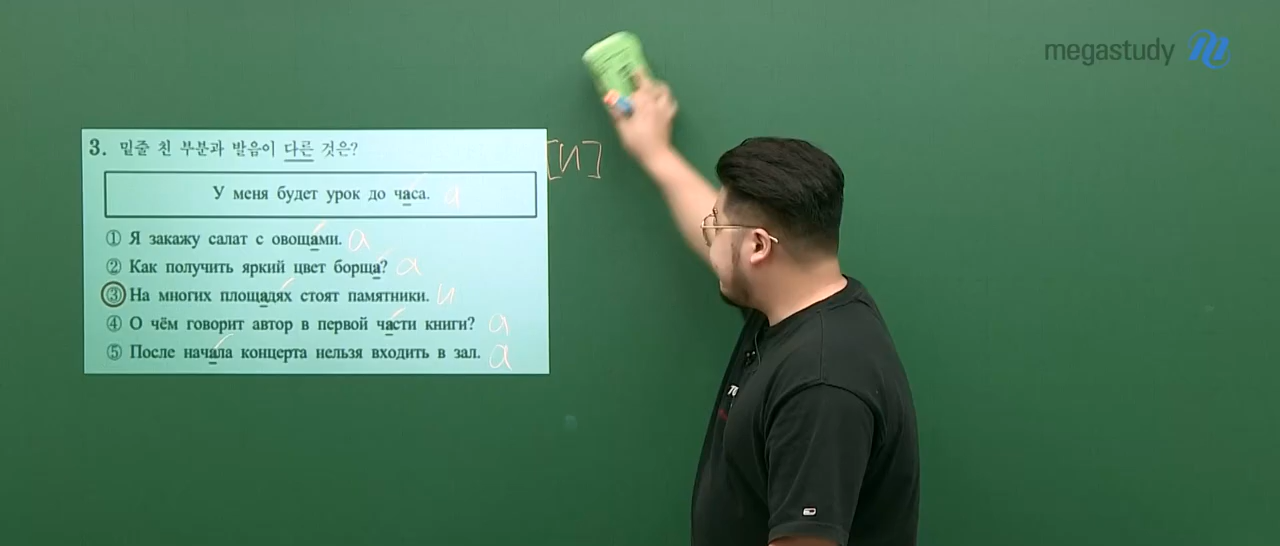 megastudy
3. 밑줄 친 부분과 발음이 다른 것은?
[и]
У меня будет урок до часа. a
① Я закажу салат с овощами. a
② Как получить яркий цвет борща? a
③ На многих площадях стоят памятники. и
④ О чём говорит автор в первой части книги? a
⑤ После начала концерта нельзя входить в зал. a